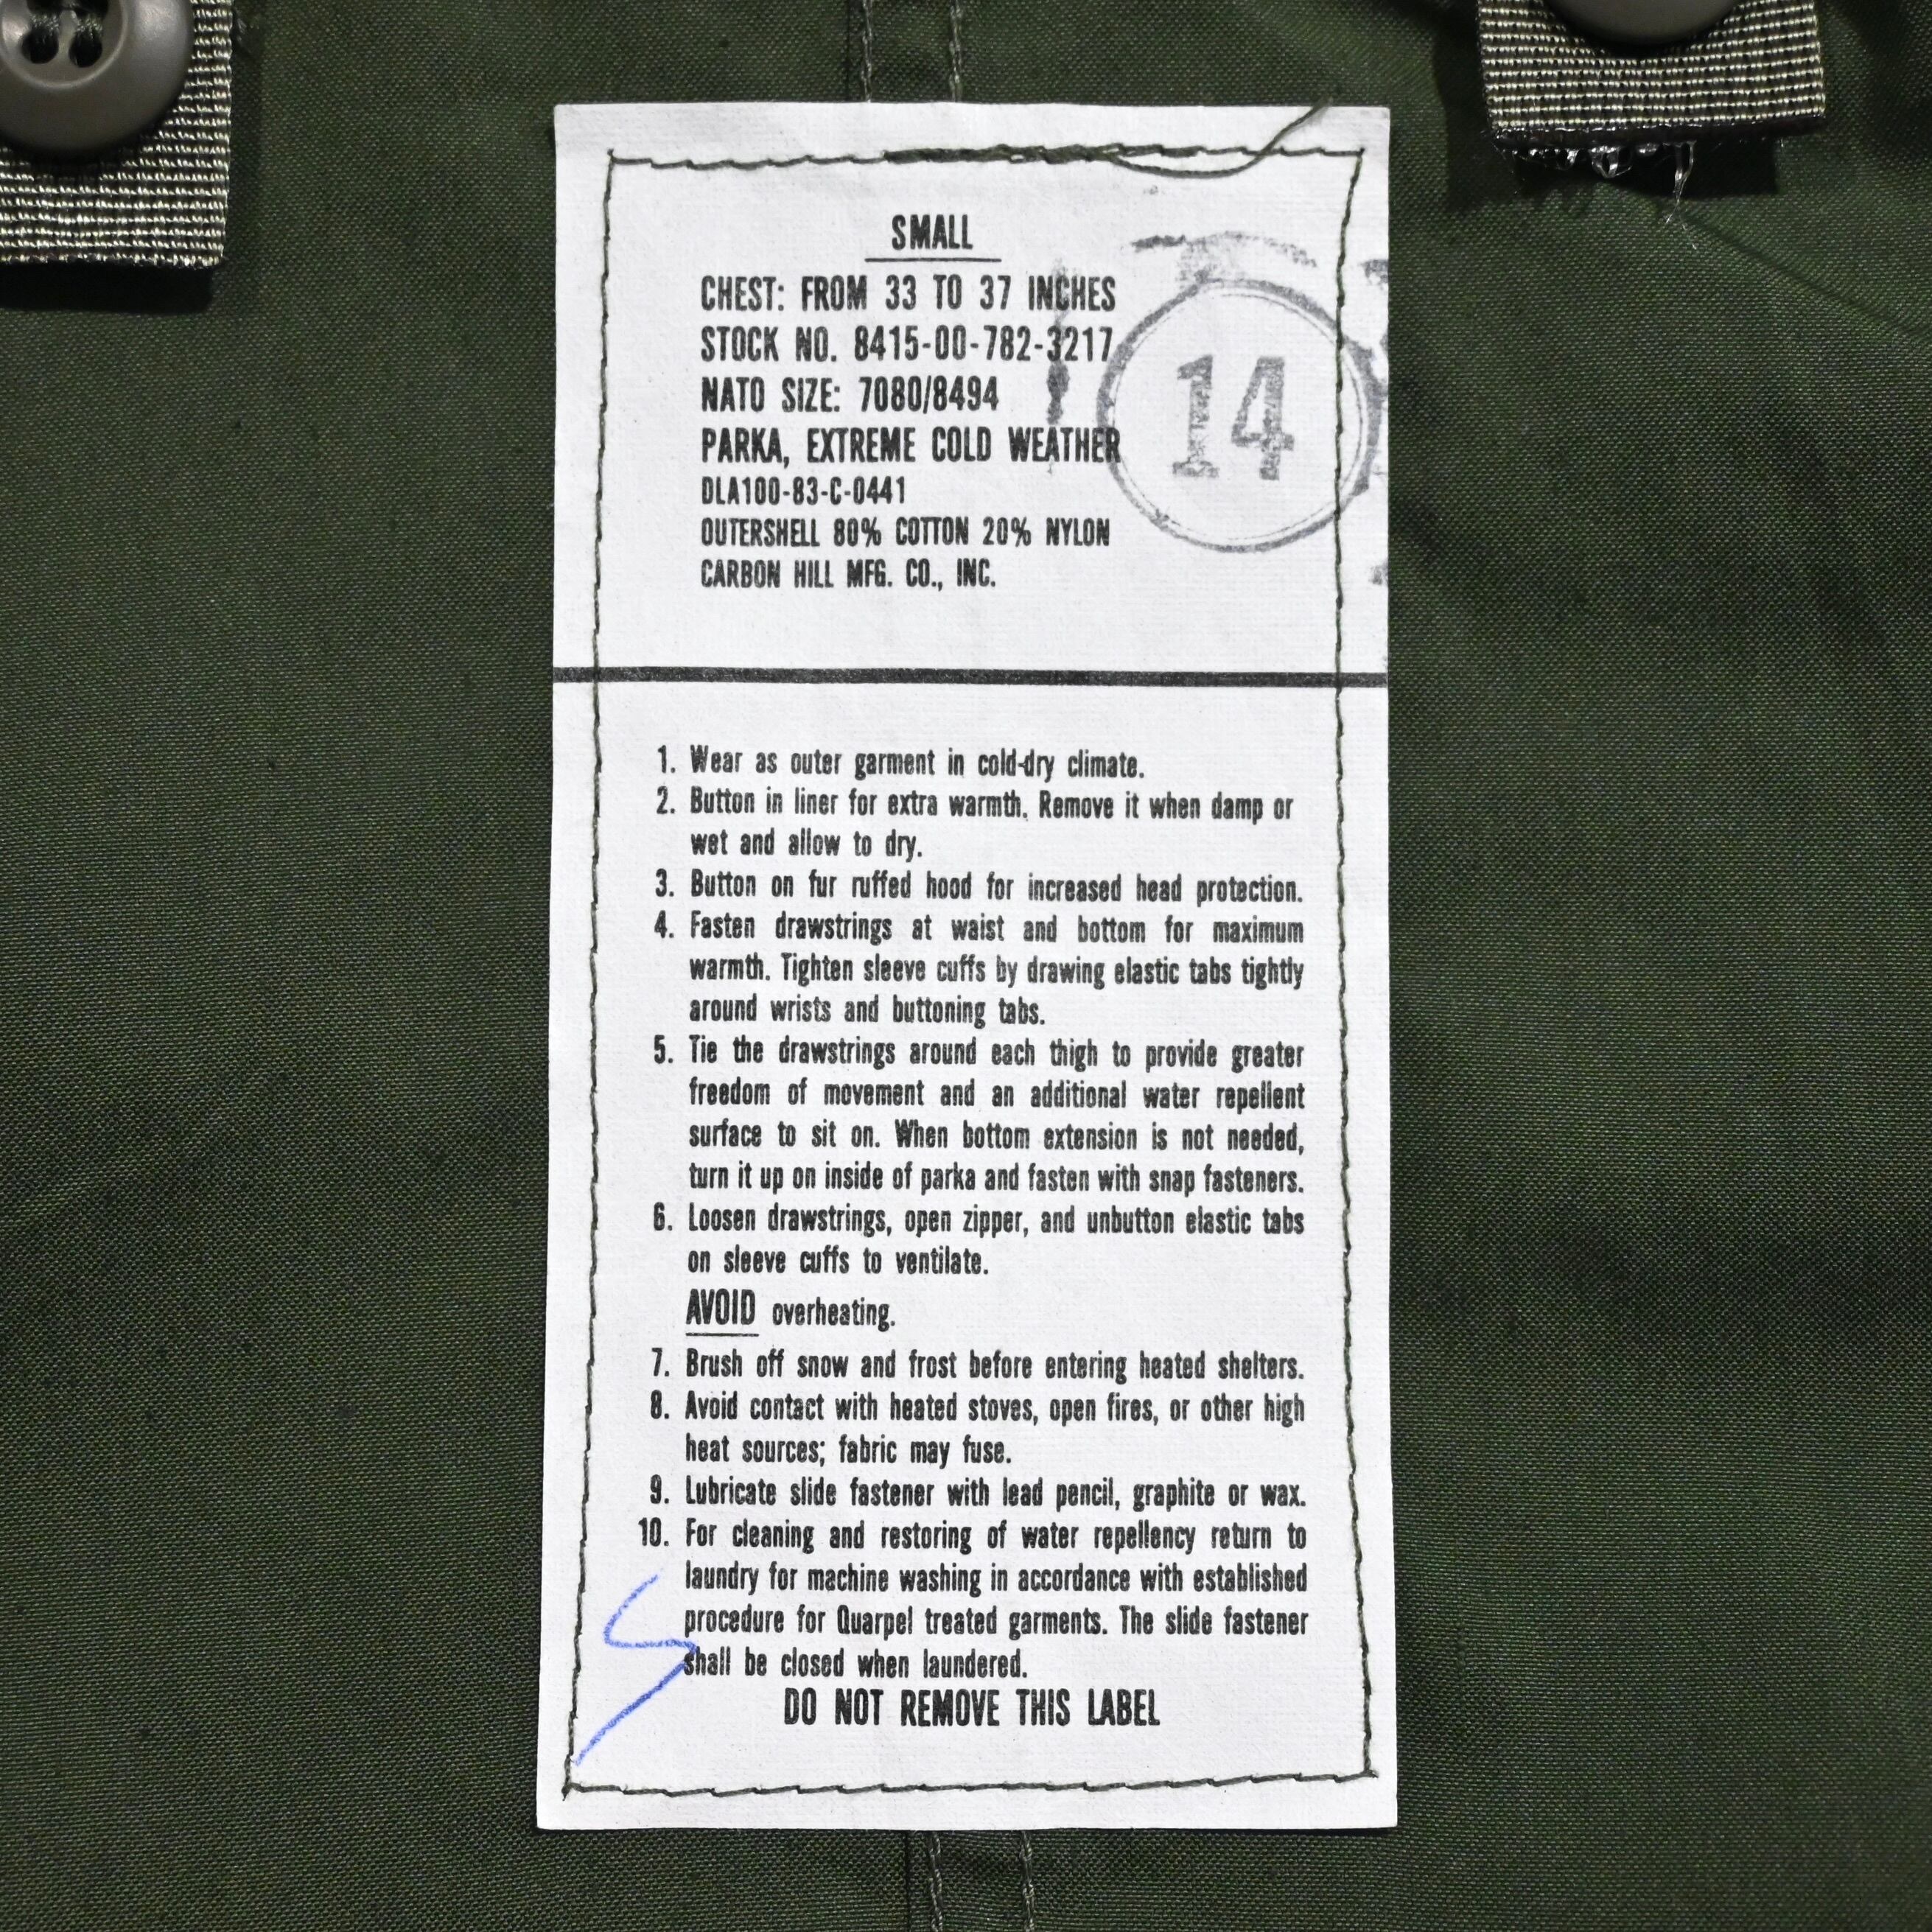 SMALL
CHEST: FROM 33 TO 37 INCHES
STOCK NO. 8415-00-782-3217
NATO SIZE: 7080/8494
PARKA, EXTREME COLD WEATHER
DLA100-83-C-0441
OUTERSHELL 80% COTTON 20% NYLON
CARBON HILL MFG. CO., INC.
14
1. Wear as outer garment in cold-dry climate.
2. Button in liner for extra warmth. Remove it when damp or
wet and allow to dry.
3. Button on fur ruffed hood for increased head protection.
4. Fasten drawstrings at waist and bottom for maximum
warmth. Tighten sleeve cuffs by drawing elastic tabs tightly
around wrists and buttoning tabs.
5. Tie the drawstrings around each thigh to provide greater
freedom of movement and an additional water repellent
surface to sit on. When bottom extension is not needed,
turn it up on inside of parka and fasten with snap fasteners.
6. Loosen drawstrings, open zipper, and unbutton elastic tabs
on sleeve cuffs to ventilate.
AVOID overheating.
7. Brush off snow and frost before entering heated shelters.
8. Avoid contact with heated stoves, open fires, or other high
heat sources; fabric may fuse.
9. Lubricate slide fastener with lead pencil, graphite or wax.
10. For cleaning and restoring of water repellency return to
laundry for machine washing in accordance with established
procedure for Quarpel treated garments. The slide fastener
shall be closed when laundered.
DO NOT REMOVE THIS LABEL